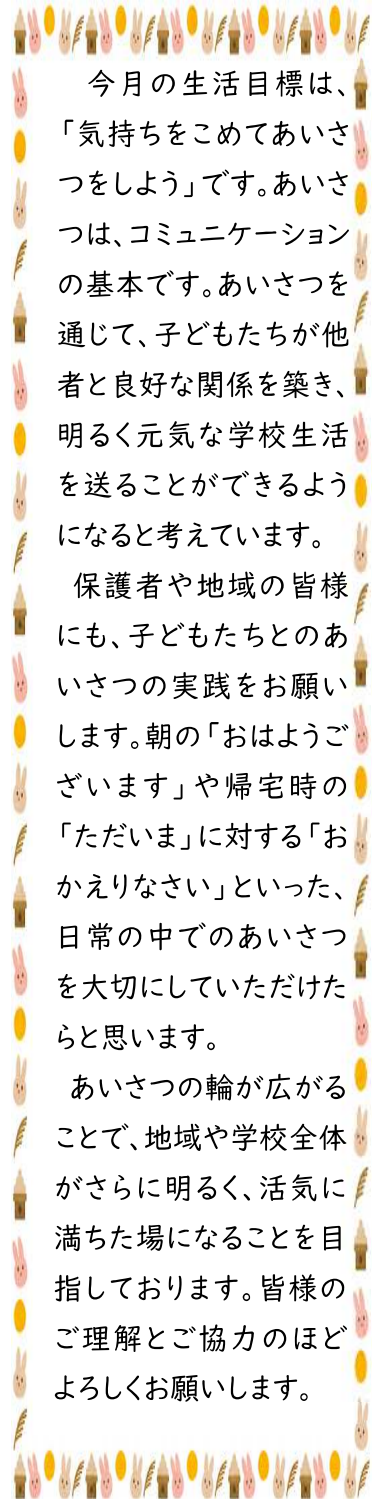 今月の生活目標は、
「気持ちをこめてあいさ
つをしよう」です。あいさ
つは、コミュニケーション
の基本です。あいさつを
通じて、子どもたちが他
者と良好な関係を築き、
明るく元気な学校生活
を送ることができるよう
になると考えています。
保護者や地域の皆様
にも、子どもたちとのあ
いさつの実践をお願い
します。朝の「おはようご
ざいます」や帰宅時の
「ただいま」に対する「お
かえりなさい」といった、
日常の中でのあいさつ
を大切にしていただけた
らと思います。
あいさつの輪が広がる
ことで、地域や学校全体
がさらに明るく、活気に
満ちた場になることを目
指しております。皆様の
ご理解とご協力のほど
よろしくお願いします。